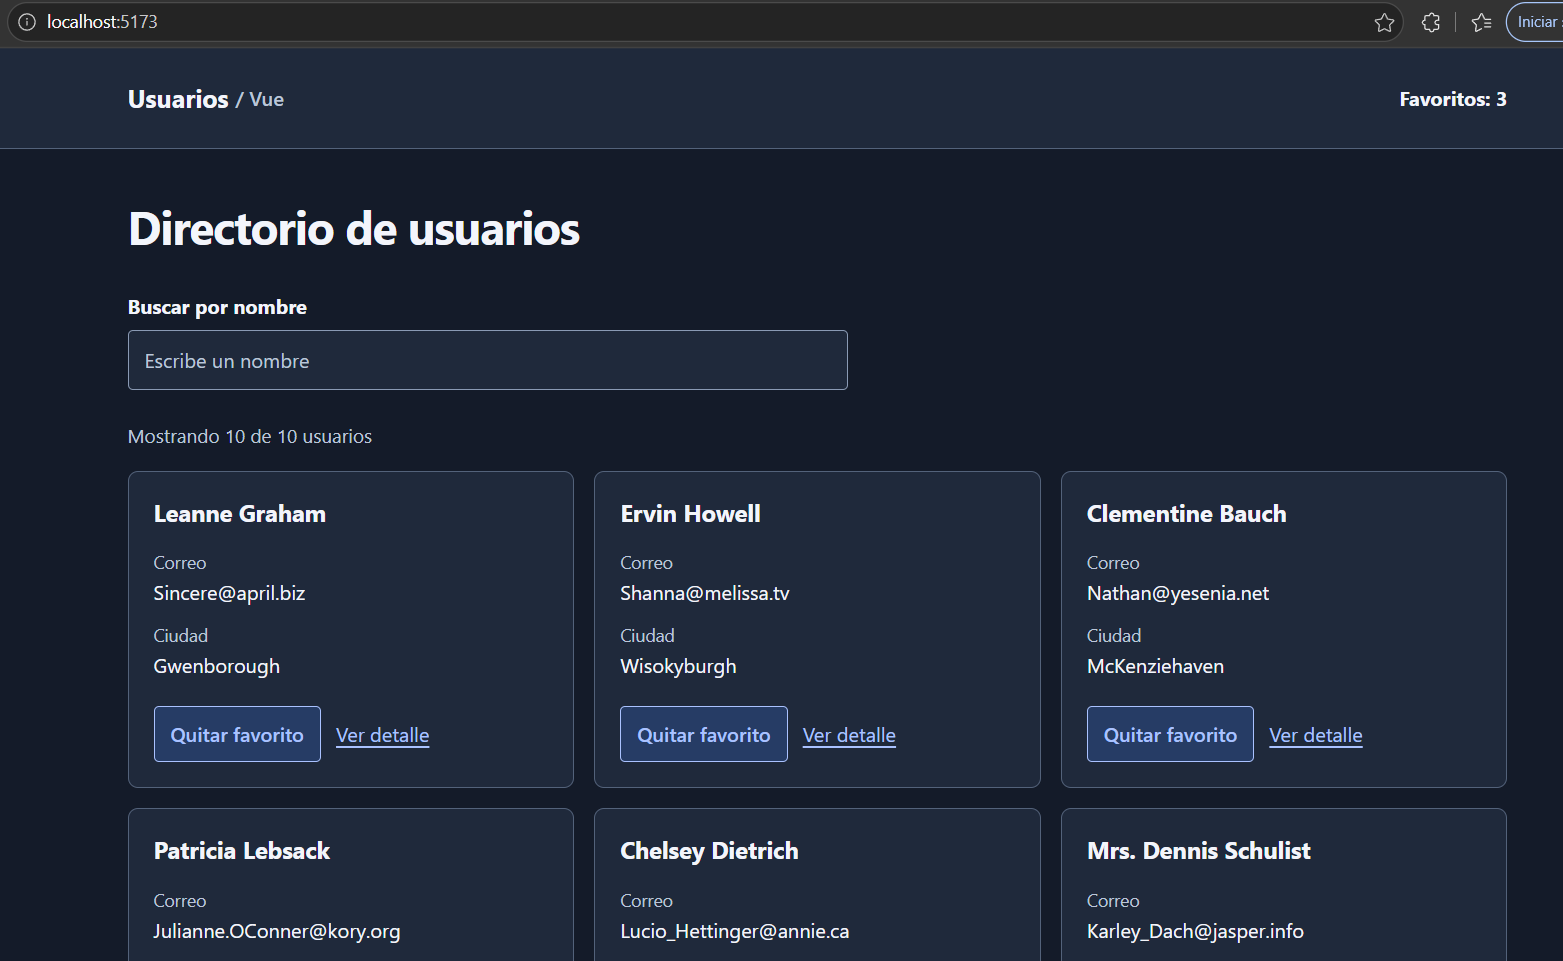 localhost:5173
Iniciar
Usuarios / Vue
Favoritos: 3
Directorio de usuarios
Buscar por nombre
Escribe un nombre
Mostrando 10 de 10 usuarios
Leanne Graham
Correo
Sincere@april.biz
Ciudad
Gwenborough
Quitar favorito Ver detalle
Ervin Howell
Correo
Shanna@melissa.tv
Ciudad
Wisokyburgh
Quitar favorito Ver detalle
Clementine Bauch
Correo
Nathan@yesenia.net
Ciudad
McKenziehaven
Quitar favorito Ver detalle
Patricia Lebsack
Correo
Julianne.OConner@kory.org
Chelsey Dietrich
Correo
Lucio_Hettinger@annie.ca
Mrs. Dennis Schulist
Correo
Karley_Dach@jasper.info